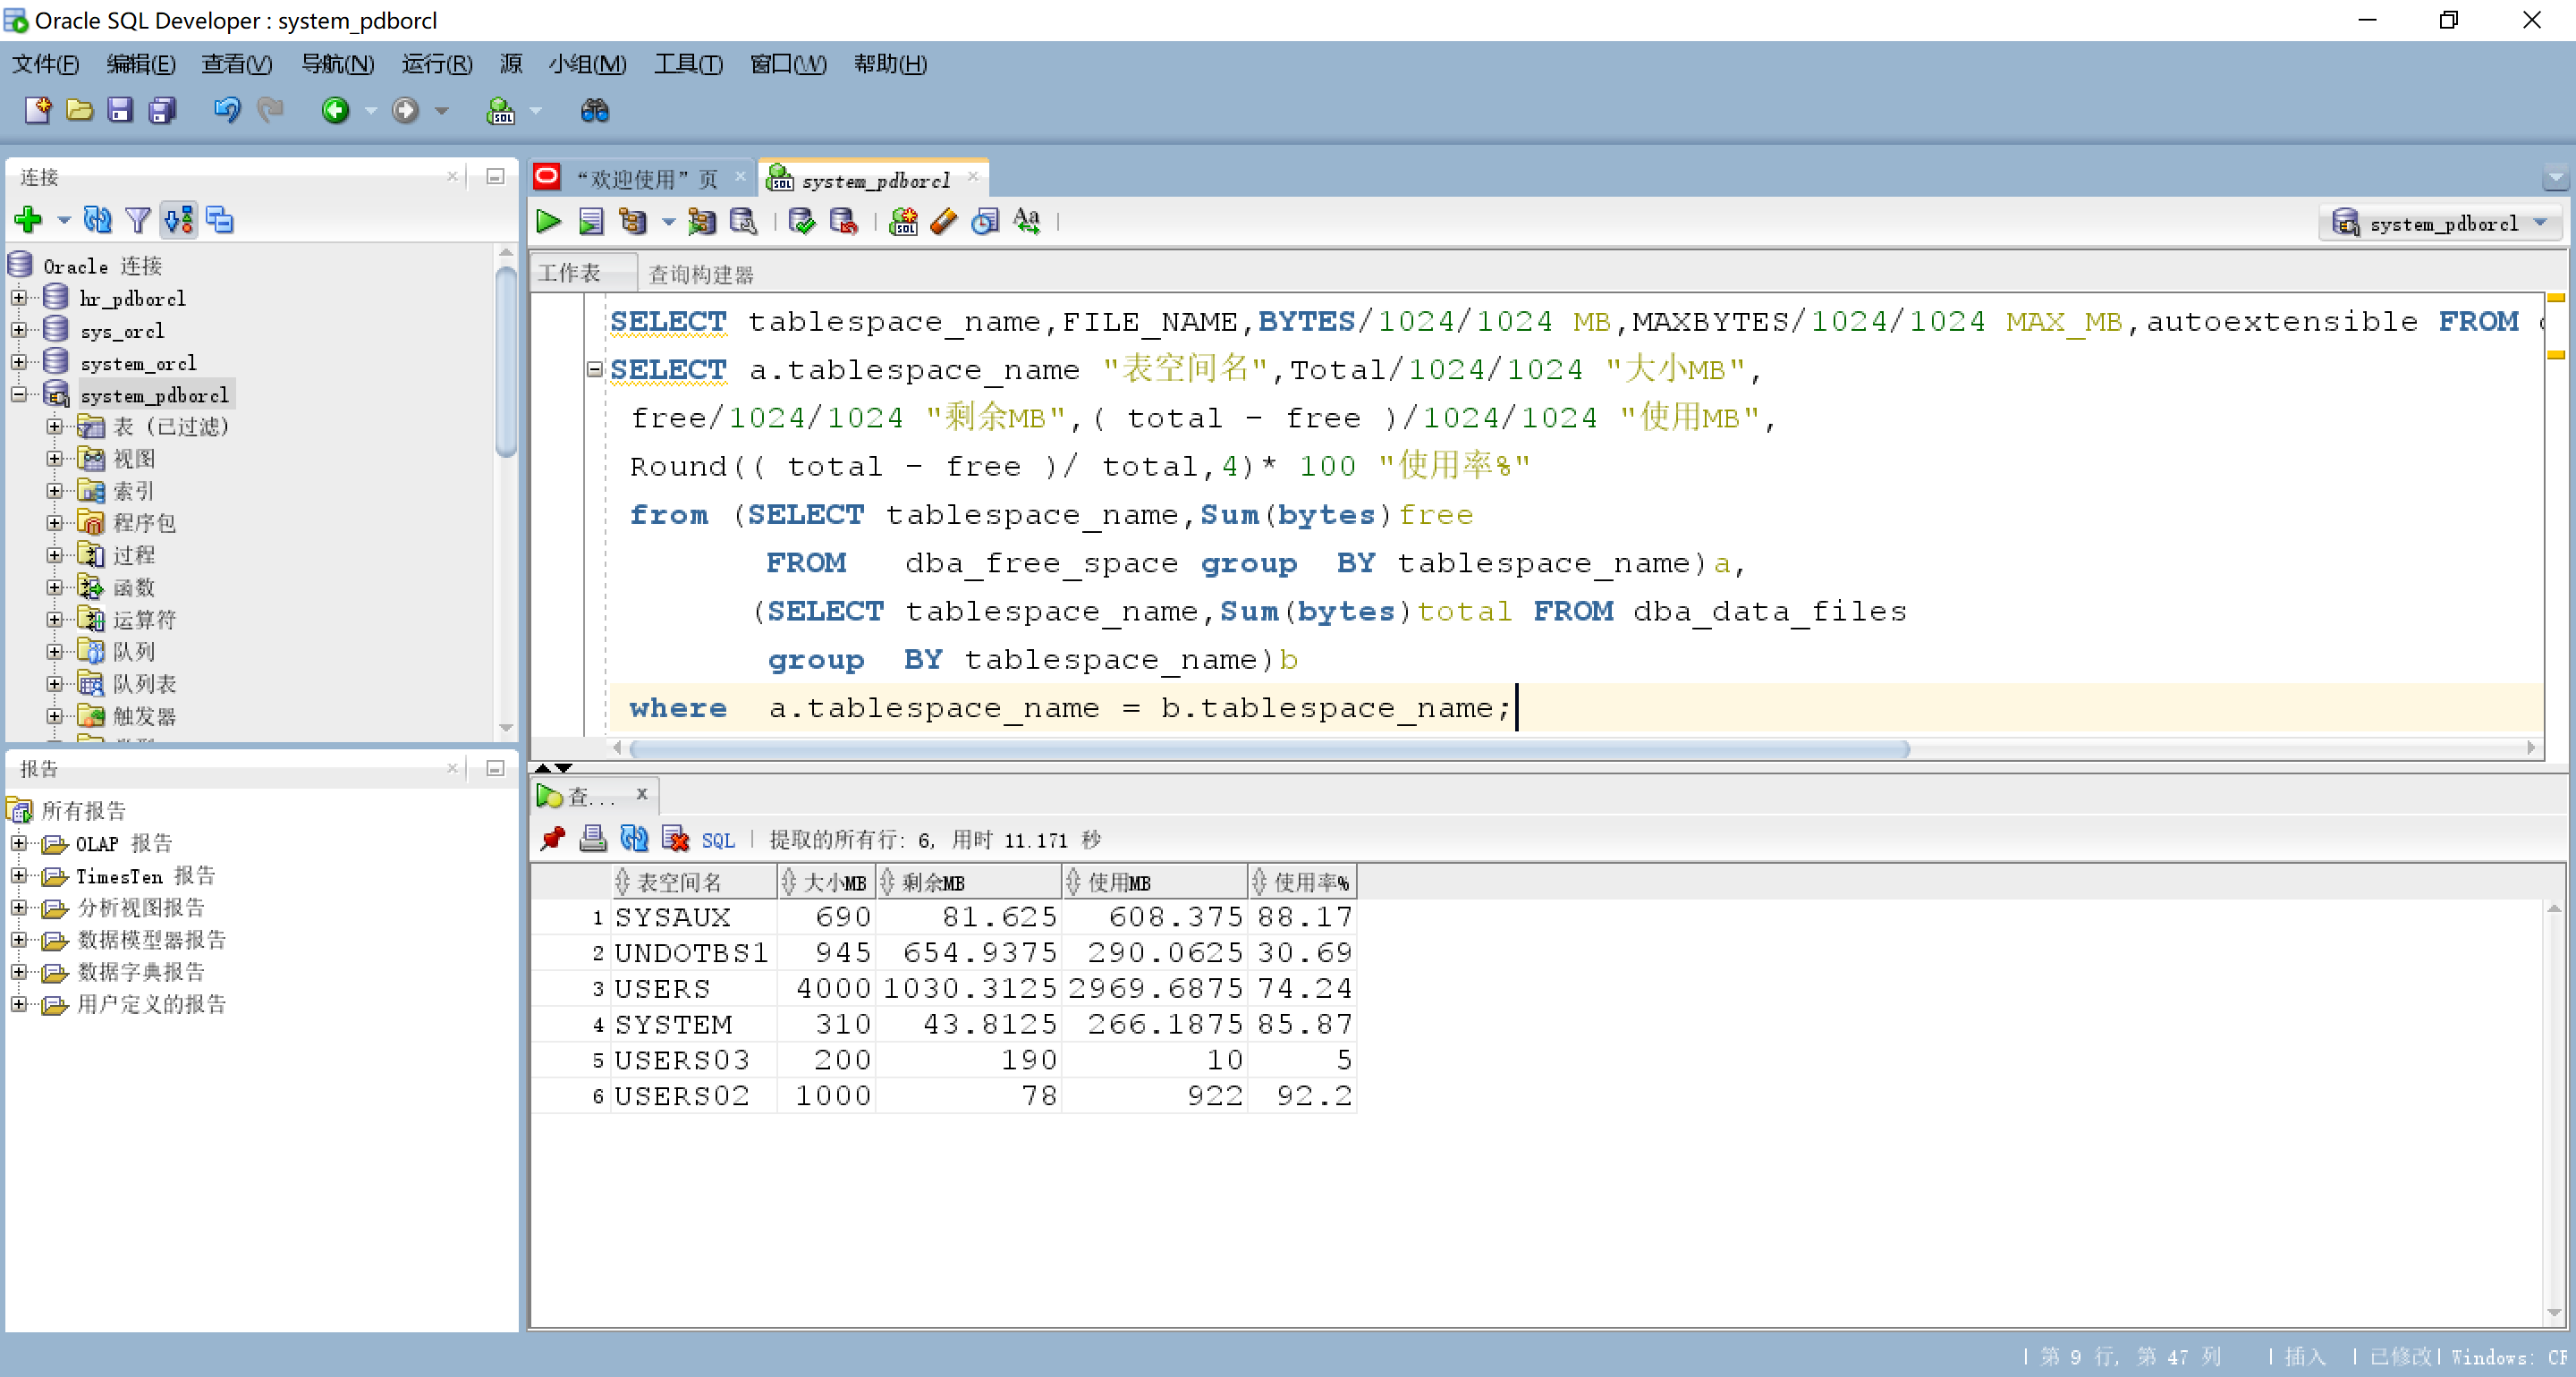 Oracle SQL Developer : system_pdborcl
文件(F) 编辑(E) 查看(V) 导航(N) 运行(R) 源 小组(M) 工具(T) 窗口(W) 帮助(H)
连接
Oracle 连接
hr_pdborcl
sys_orcl
system_orcl
system_pdborcl
表 (已过滤)
视图
索引
程序包
过程
函数
运算符
队列
队列表
触发器
报告
所有报告
OLAP 报告
TimesTen 报告
分析视图报告
数据模型器报告
数据字典报告
用户定义的报告
“欢迎使用”页 system_pdborcl
system_pdborcl
工作表 查询构建器
SELECT tablespace_name,FILE_NAME,BYTES/1024/1024 MB,MAXBYTES/1024/1024 MAX_MB,autoextensible FROM
SELECT a.tablespace_name "表空间名",Total/1024/1024 "大小MB",
free/1024/1024 "剩余MB",( total - free )/1024/1024 "使用MB",
Round(( total - free )/ total,4)* 100 "使用率%"
from (SELECT tablespace_name,Sum(bytes)free
FROM dba_free_space group BY tablespace_name)a,
(SELECT tablespace_name,Sum(bytes)total FROM dba_data_files
group BY tablespace_name)b
where a.tablespace_name = b.tablespace_name;
查...
SQL | 提取的所有行: 6, 用时 11.171 秒
表空间名 大小MB 剩余MB 使用MB 使用率%
1 SYSAUX 690 81.625 608.375 88.17
2 UNDOTBS1 945 654.9375 290.0625 30.69
3 USERS 4000 1030.3125 2969.6875 74.24
4 SYSTEM 310 43.8125 266.1875 85.87
5 USERS03 200 190 10 5
6 USERS02 1000 78 922 92.2
第 9 行, 第 47 列 | 插入 | 已修改 | Windows: CF